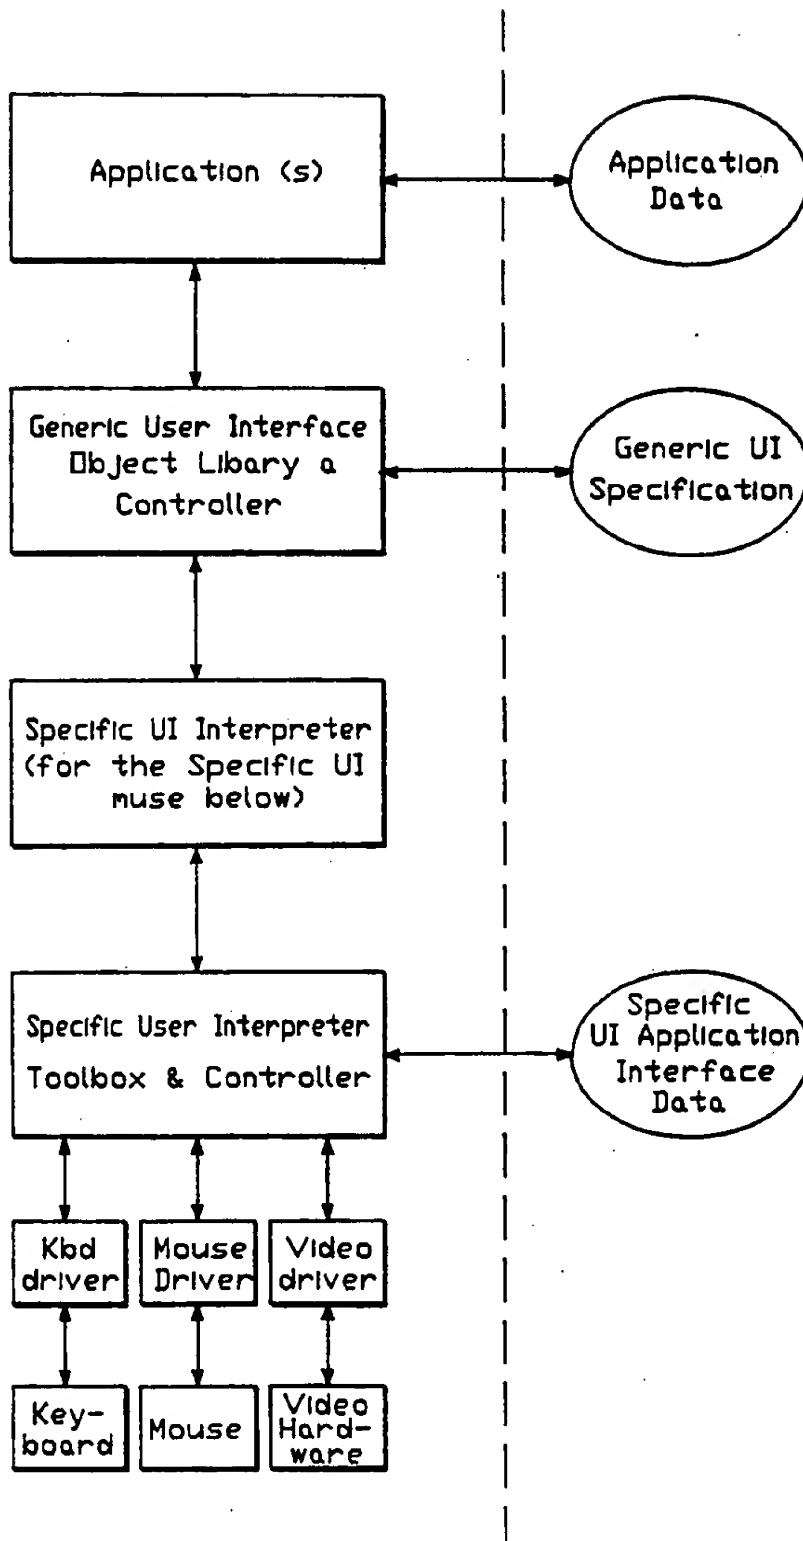 Application (s)
Application
Data
Generic User Interface
Object Libary a
Controller
Generic UI
Specification
Specific UI Interpreter
(for the Specific UI
muse below)
Specific User Interpreter
Toolbox & Controller
Specific
UI Application
Interface
Data
Kbd
driver
Mouse
Driver
Video
driver
Key-
board
Mouse
Video
Hard-
ware